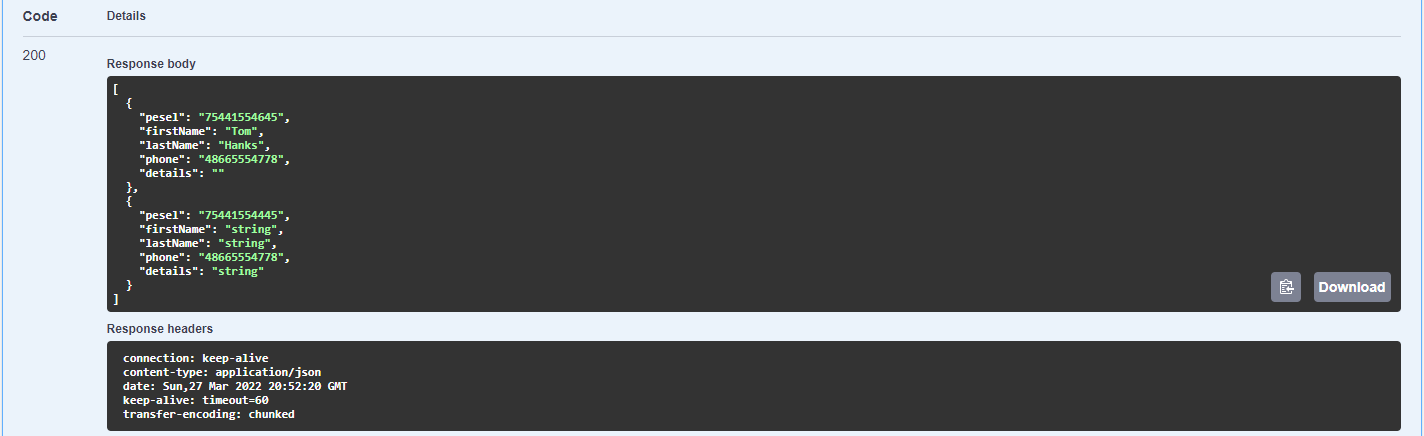 Code Details
200
Response body
[
  {
    "pesel": "75441554645",
    "firstName": "Tom",
    "lastName": "Hanks",
    "phone": "48665554778",
    "details": ""
  },
  {
    "pesel": "75441554445",
    "firstName": "string",
    "lastName": "string",
    "phone": "48665554778",
    "details": "string"
  }
]
Download
Response headers
connection: keep-alive
content-type: application/json
date: Sun,27 Mar 2022 20:52:20 GMT
keep-alive: timeout=60
transfer-encoding: chunked